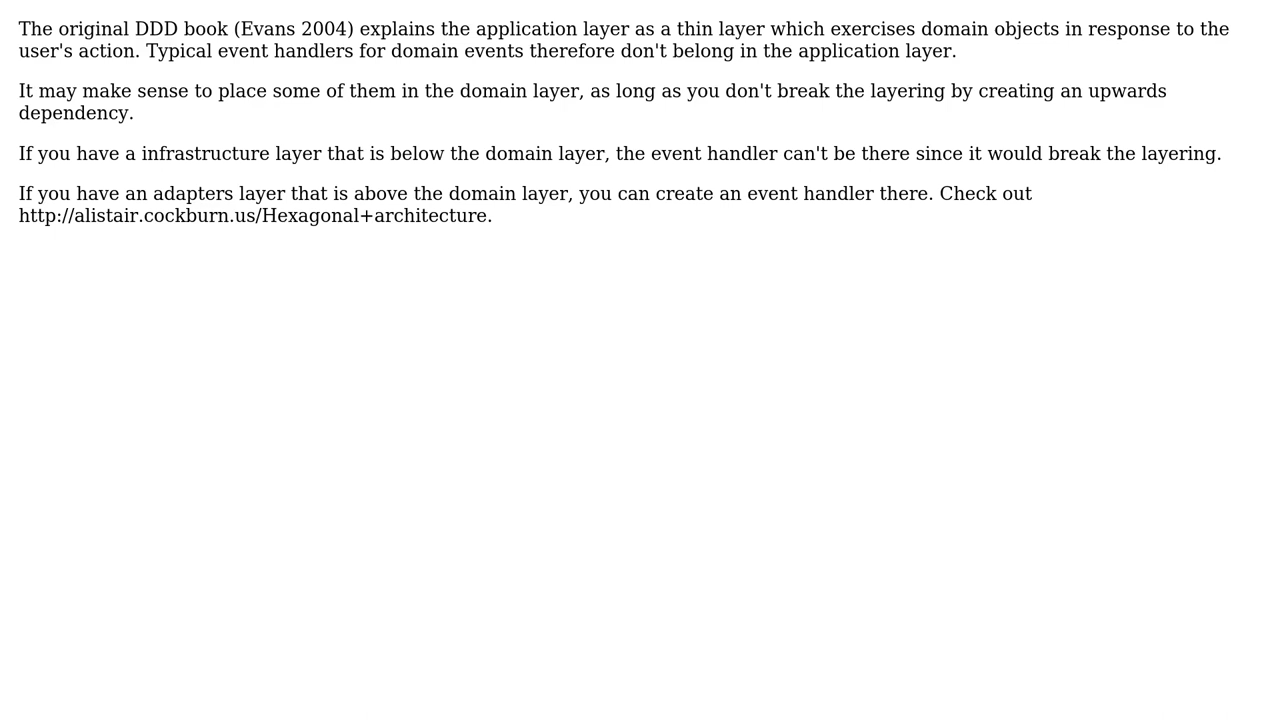 The original DDD book (Evans 2004) explains the application layer as a thin layer which exercises domain objects in response to the
user's action. Typical event handlers for domain events therefore don't belong in the application layer.
It may make sense to place some of them in the domain layer, as long as you don't break the layering by creating an upwards
dependency.
If you have a infrastructure layer that is below the domain layer, the event handler can't be there since it would break the layering.
If you have an adapters layer that is above the domain layer, you can create an event handler there. Check out
http://alistair.cockburn.us/Hexagonal+architecture.